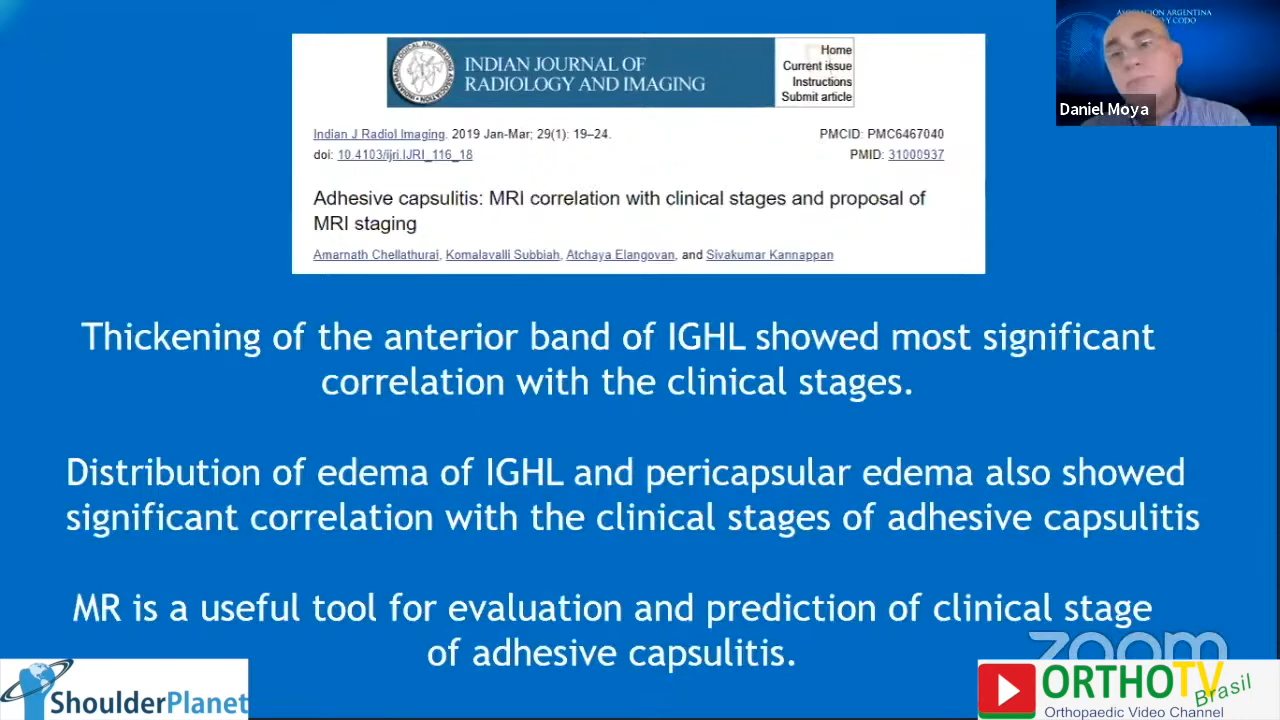 ASOCIACIÓN ARGENTINA
Y CODO
Daniel Moya
INDIAN JOURNAL OF
RADIOLOGY AND IMAGING
Home
Current issue
Instructions
Submit article
Indian J Radiol Imaging. 2019 Jan-Mar; 29(1): 19–24.
PMCID: PMC6467040
doi: 10.4103/ijri.IJRI_116_18
PMID: 31000937
Adhesive capsulitis: MRI correlation with clinical stages and proposal of
MRI staging
Amarnath Chellathurai, Komalavalli Subbiah, Atchaya Elangovan, and Sivakumar Kannappan
Thickening of the anterior band of IGHL showed most significant
correlation with the clinical stages.
Distribution of edema of IGHL and pericapsular edema also showed
significant correlation with the clinical stages of adhesive capsulitis
MR is a useful tool for evaluation and prediction of clinical stage
of adhesive capsulitis.
zoom
ShoulderPlanet
ORTHOTV
Brasil
Orthopaedic Video Channel